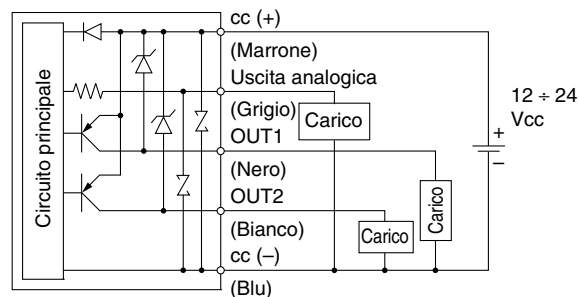 Circuito principale
cc (+)
(Marrone)
Uscita analogica
(Grigio)
OUT1
(Nero)
OUT2
(Bianco)
cc (–)
(Blu)
Carico
Carico
Carico
12 ÷ 24
Vcc
+
–